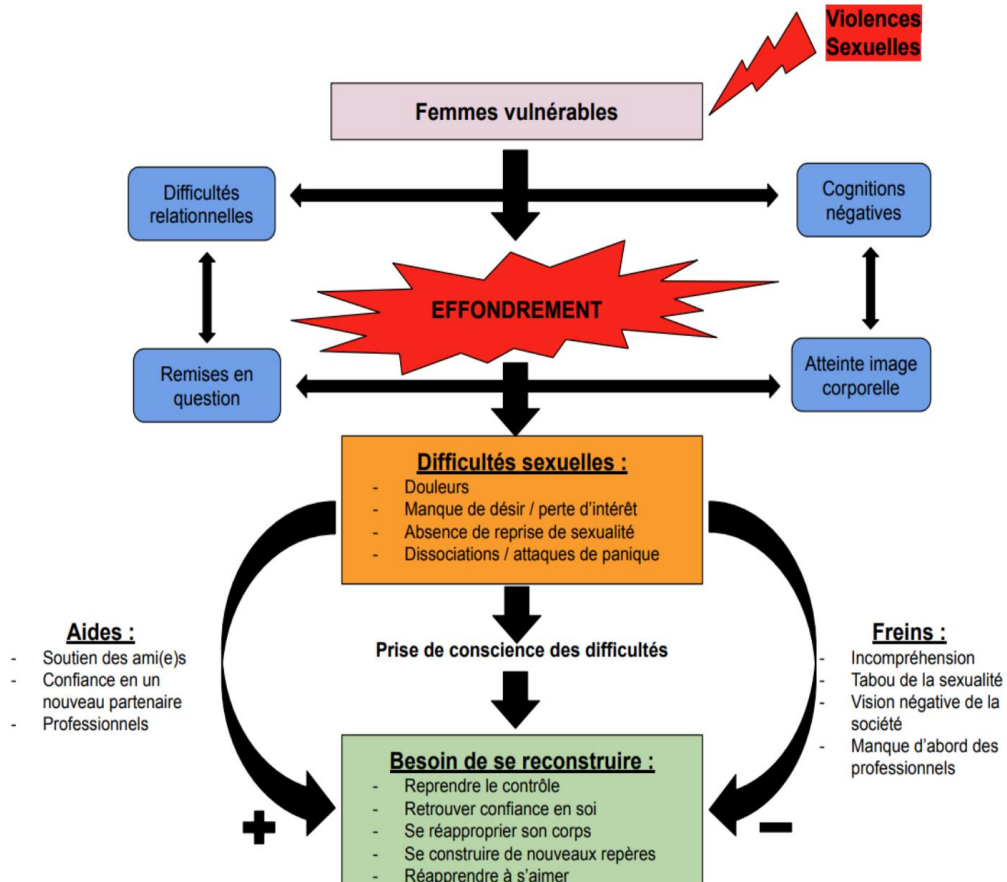 Violences
Sexuelles
Femmes vulnérables
Difficultés
relationnelles
Cognitions
négatives
EFFONDREMENT
Remises en
question
Atteinte image
corporelle
Difficultés sexuelles :
- Douleurs
- Manque de désir / perte d'intérêt
- Absence de reprise de sexualité
- Dissociations / attaques de panique
Aides :
- Soutien des ami(e)s
- Confiance en un
nouveau partenaire
- Professionnels
Prise de conscience des difficultés
Freins :
- Incompréhension
- Tabou de la sexualité
- Vision négative de la
société
- Manque d'abord des
professionnels
Besoin de se reconstruire :
- Reprendre le contrôle
- Retrouver confiance en soi
- Se réapproprier son corps
- Se construire de nouveaux repères
- Réapprendre à s'aimer
+
−